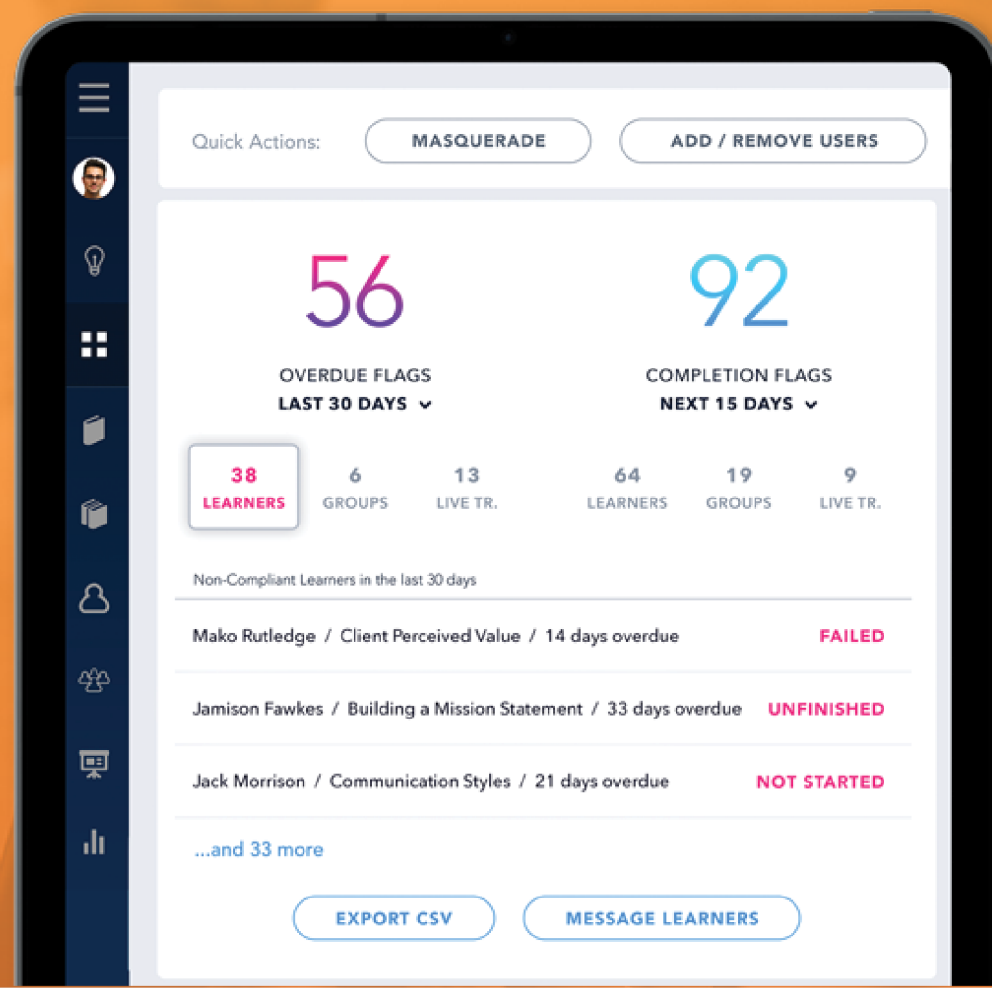 Quick Actions:
MASQUERADE
ADD / REMOVE USERS
56
OVERDUE FLAGS
LAST 30 DAYS
92
COMPLETION FLAGS
NEXT 15 DAYS
38
LEARNERS
6
GROUPS
13
LIVE TR.
64
LEARNERS
19
GROUPS
9
LIVE TR.
Non-Compliant Learners in the last 30 days
Mako Rutledge / Client Perceived Value / 14 days overdue FAILED
Jamison Fawkes / Building a Mission Statement / 33 days overdue UNFINISHED
Jack Morrison / Communication Styles / 21 days overdue NOT STARTED
...and 33 more
EXPORT CSV
MESSAGE LEARNERS